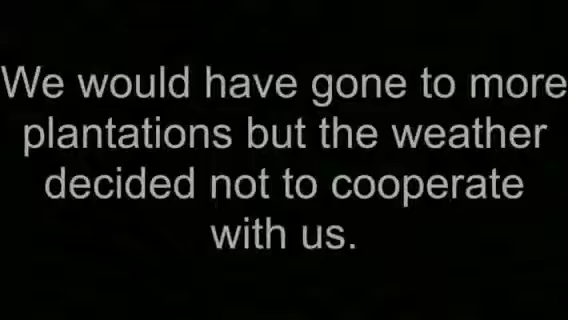 We would have gone to more
plantations but the weather
decided not to cooperate
with us.